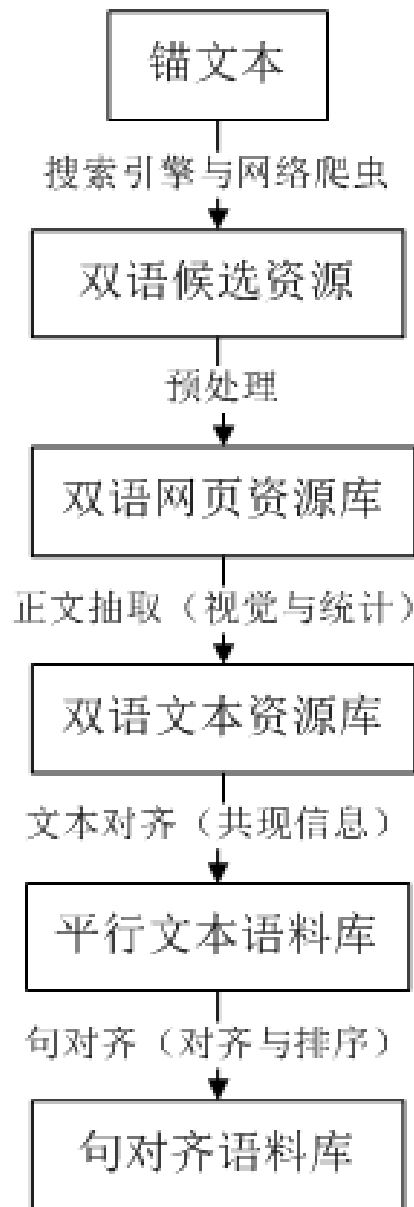 锚文本
搜索引擎与网络爬虫
双语候选资源
预处理
双语网页资源库
正文抽取（视觉与统计）
双语文本资源库
文本对齐（共现信息）
平行文本语料库
句对齐（对齐与排序）
句对齐语料库